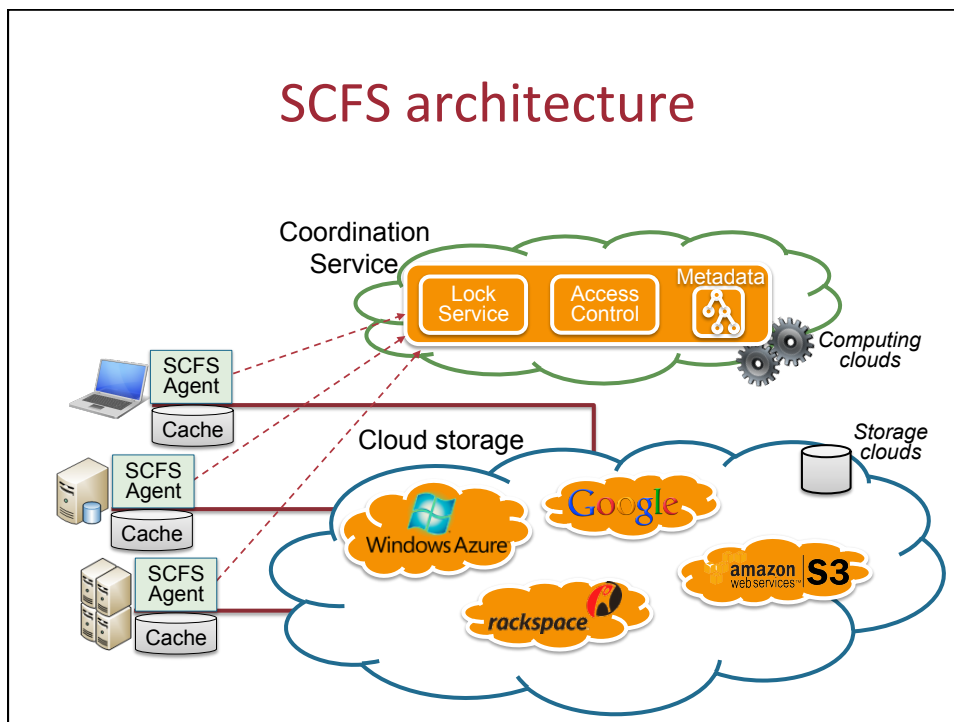 SCFS architecture
Coordination
Service
Lock
Service
Access
Control
Metadata
Computing
clouds
SCFS
Agent
Cache
Cloud storage
Storage
clouds
SCFS
Agent
Cache
SCFS
Agent
Cache
Windows Azure
Google
amazon
web services™
S3
rackspace